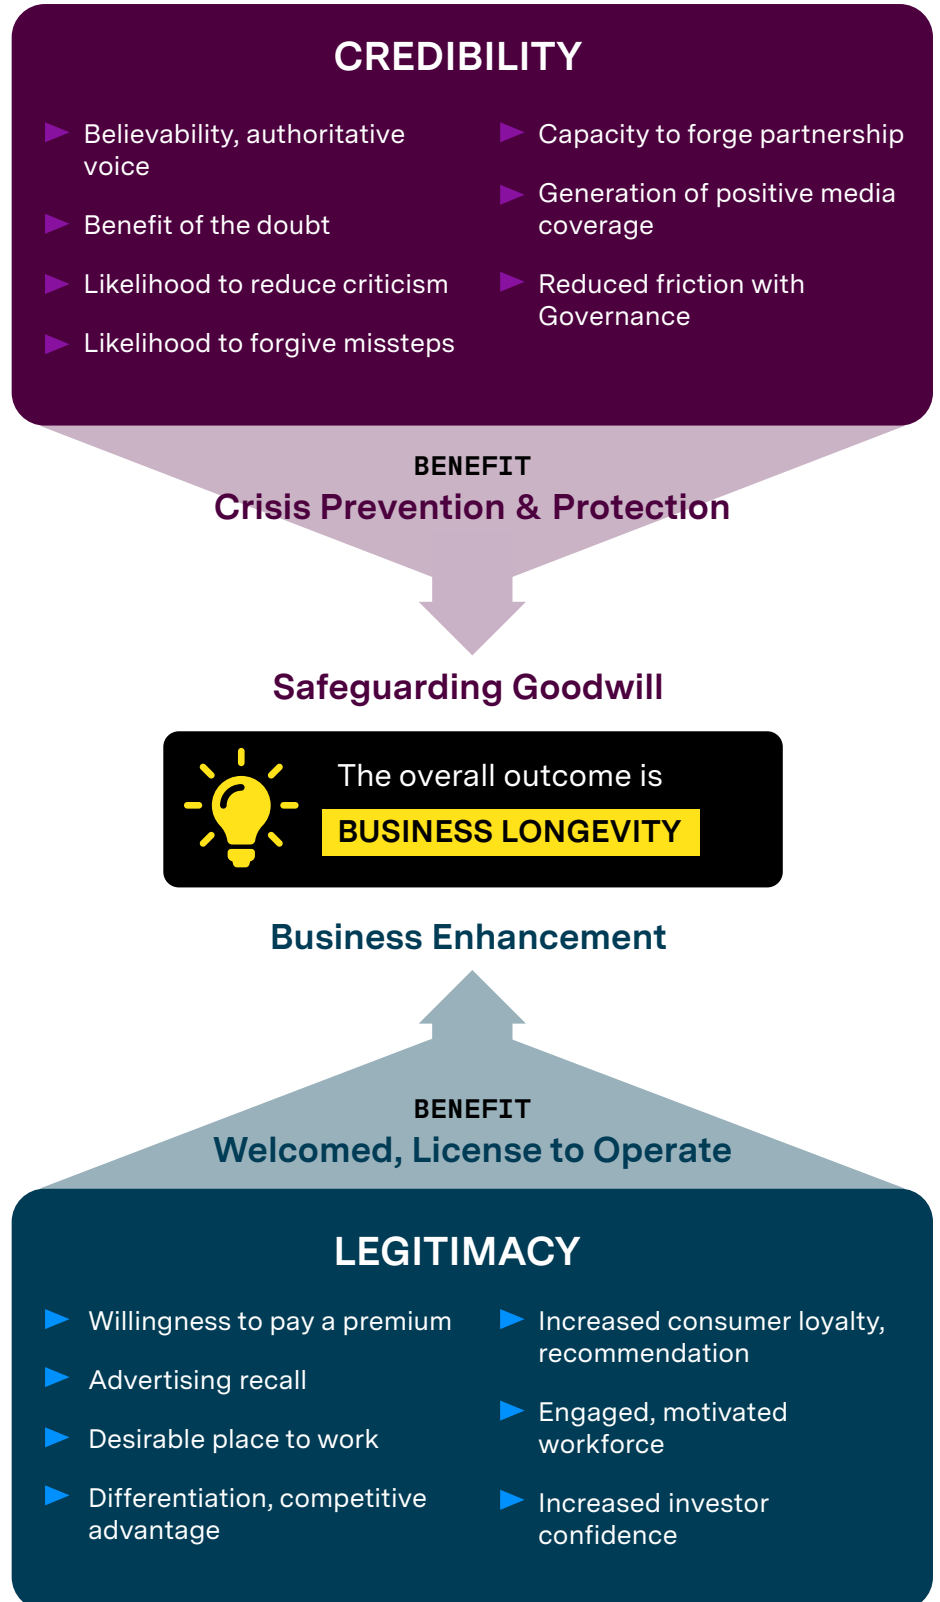 CREDIBILITY
Believability, authoritative
voice
Benefit of the doubt
Likelihood to reduce criticism
Likelihood to forgive missteps
Capacity to forge partnership
Generation of positive media
coverage
Reduced friction with
Governance
BENEFIT
Crisis Prevention & Protection
Safeguarding Goodwill
The overall outcome is
BUSINESS LONGEVITY
Business Enhancement
BENEFIT
Welcomed, License to Operate
LEGITIMACY
Willingness to pay a premium
Advertising recall
Desirable place to work
Differentiation, competitive
advantage
Increased consumer loyalty,
recommendation
Engaged, motivated
workforce
Increased investor
confidence